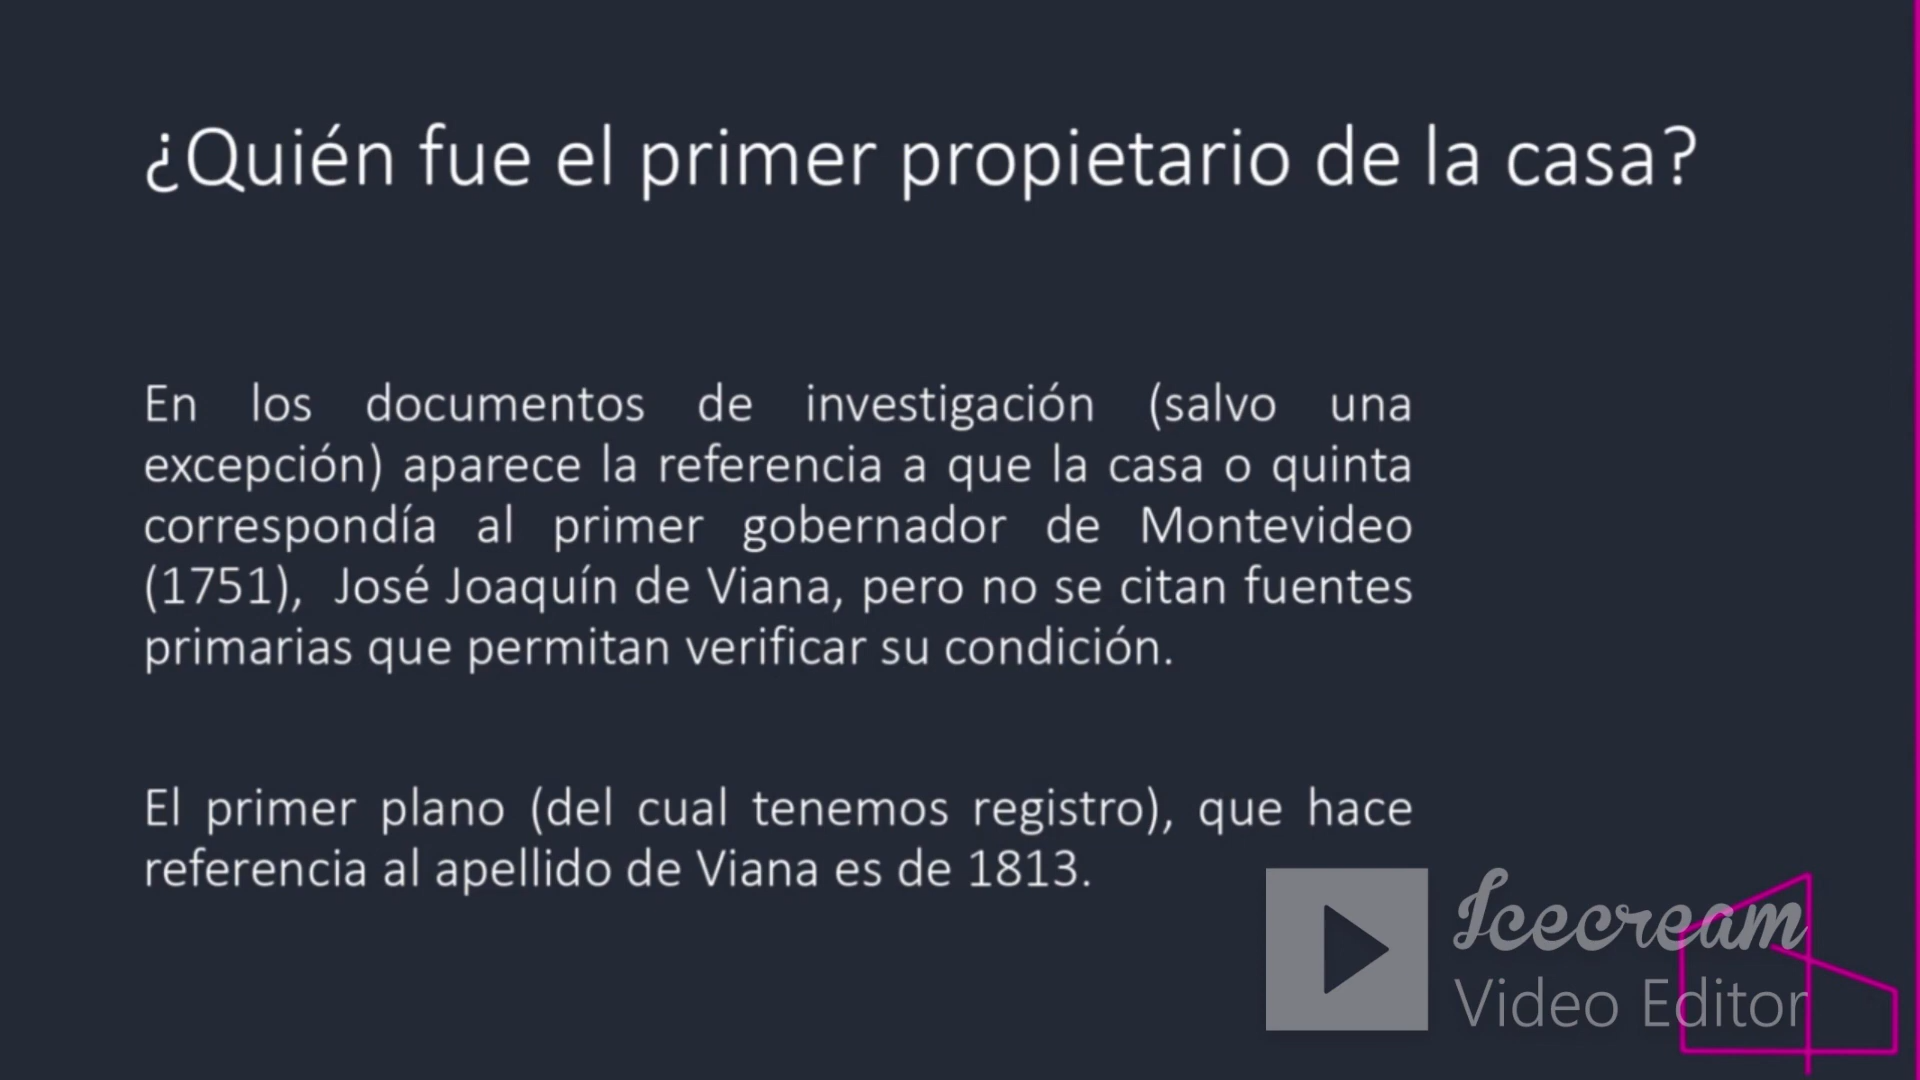 ¿Quién fue el primer propietario de la casa?
En los documentos de investigación (salvo una
excepción) aparece la referencia a que la casa o quinta
correspondía al primer gobernador de Montevideo
(1751), José Joaquín de Viana, pero no se citan fuentes
primarias que permitan verificar su condición.
El primer plano (del cual tenemos registro), que hace
referencia al apellido de Viana es de 1813.
Icecream
Video Editor